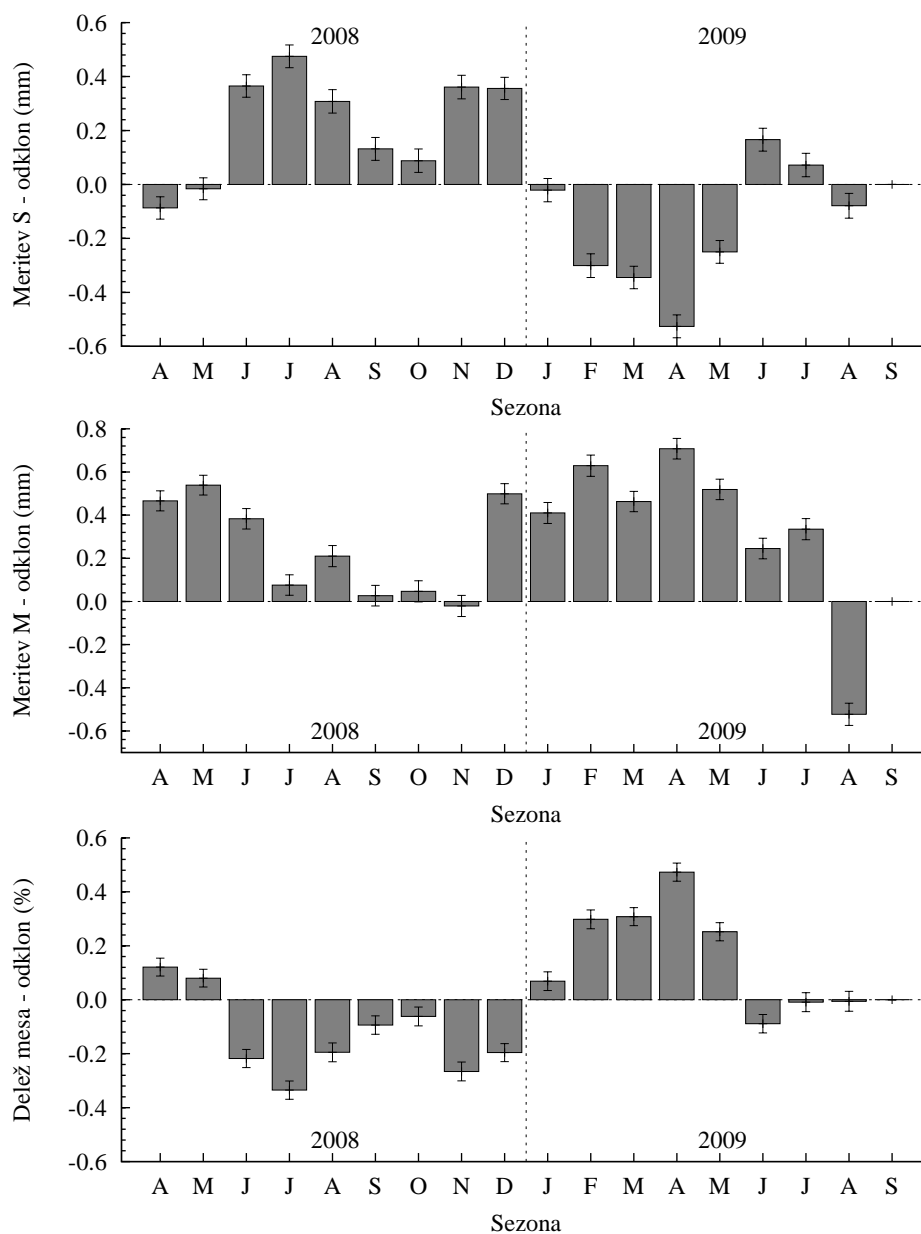 Meritev S - odklon (mm)
0.6
0.4
0.2
0.0
-0.2
-0.4
-0.6
2008 2009
A M J J A S O N D J F M A M J J A S
Sezona
Meritev M - odklon (mm)
0.8
0.6
0.4
0.2
0.0
-0.2
-0.4
-0.6
2008 2009
A M J J A S O N D J F M A M J J A S
Sezona
Delež mesa - odklon (%)
0.6
0.4
0.2
0.0
-0.2
-0.4
-0.6
2008 2009
A M J J A S O N D J F M A M J J A S
Sezona